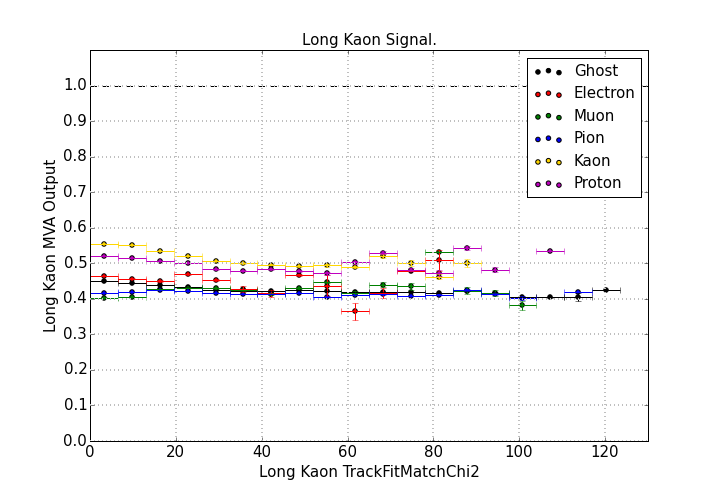 Long Kaon Signal.
Long Kaon MVA Output
1.0
0.9
0.8
0.7
0.6
0.5
0.4
0.3
0.2
0.1
0.0
0 20 40 60 80 100 120
Long Kaon TrackFitMatchChi2
Ghost
Electron
Muon
Pion
Kaon
Proton